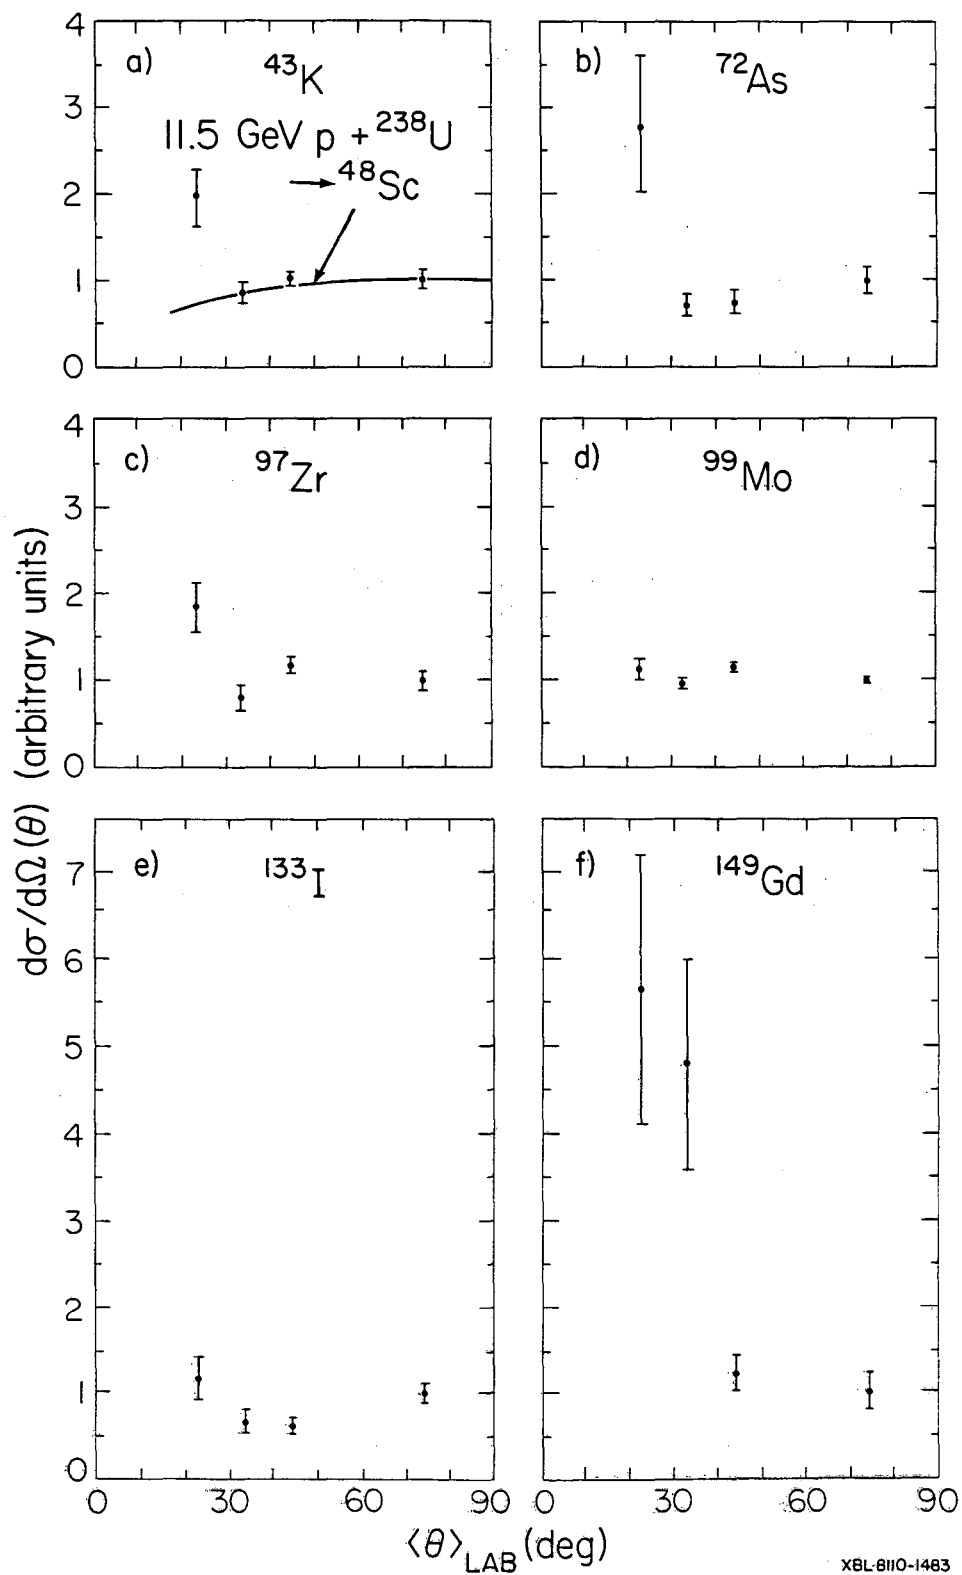 4
3
2
1
0
a)
⁴³K
11.5 GeV p + ²³⁸U
→ ⁴⁸Sc
b)
⁷²As
4
3
2
1
0
c)
⁹⁷Zr
d)
⁹⁹Mo
dσ/dΩ(θ) (arbitrary units)
7
6
5
4
3
2
1
0
e)
¹³³I
f)
¹⁴⁹Gd
0 30 60 90 0 30 60 90
⟨θ⟩LAB (deg)
XBL-8110-1483